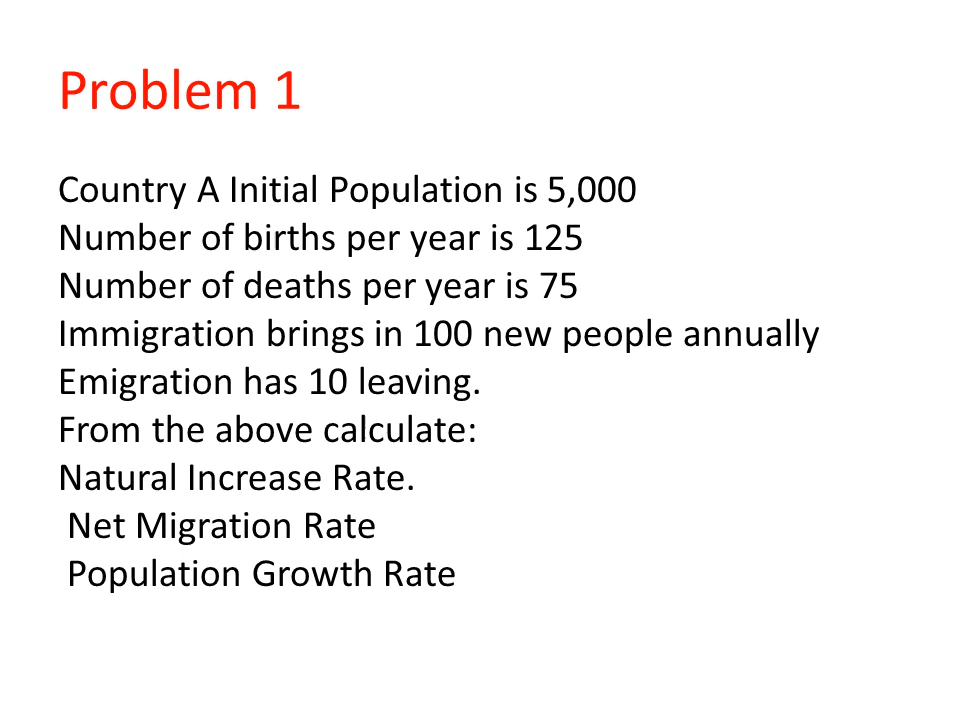 Problem 1
Country A Initial Population is 5,000
Number of births per year is 125
Number of deaths per year is 75
Immigration brings in 100 new people annually
Emigration has 10 leaving.
From the above calculate:
Natural Increase Rate.
Net Migration Rate
Population Growth Rate